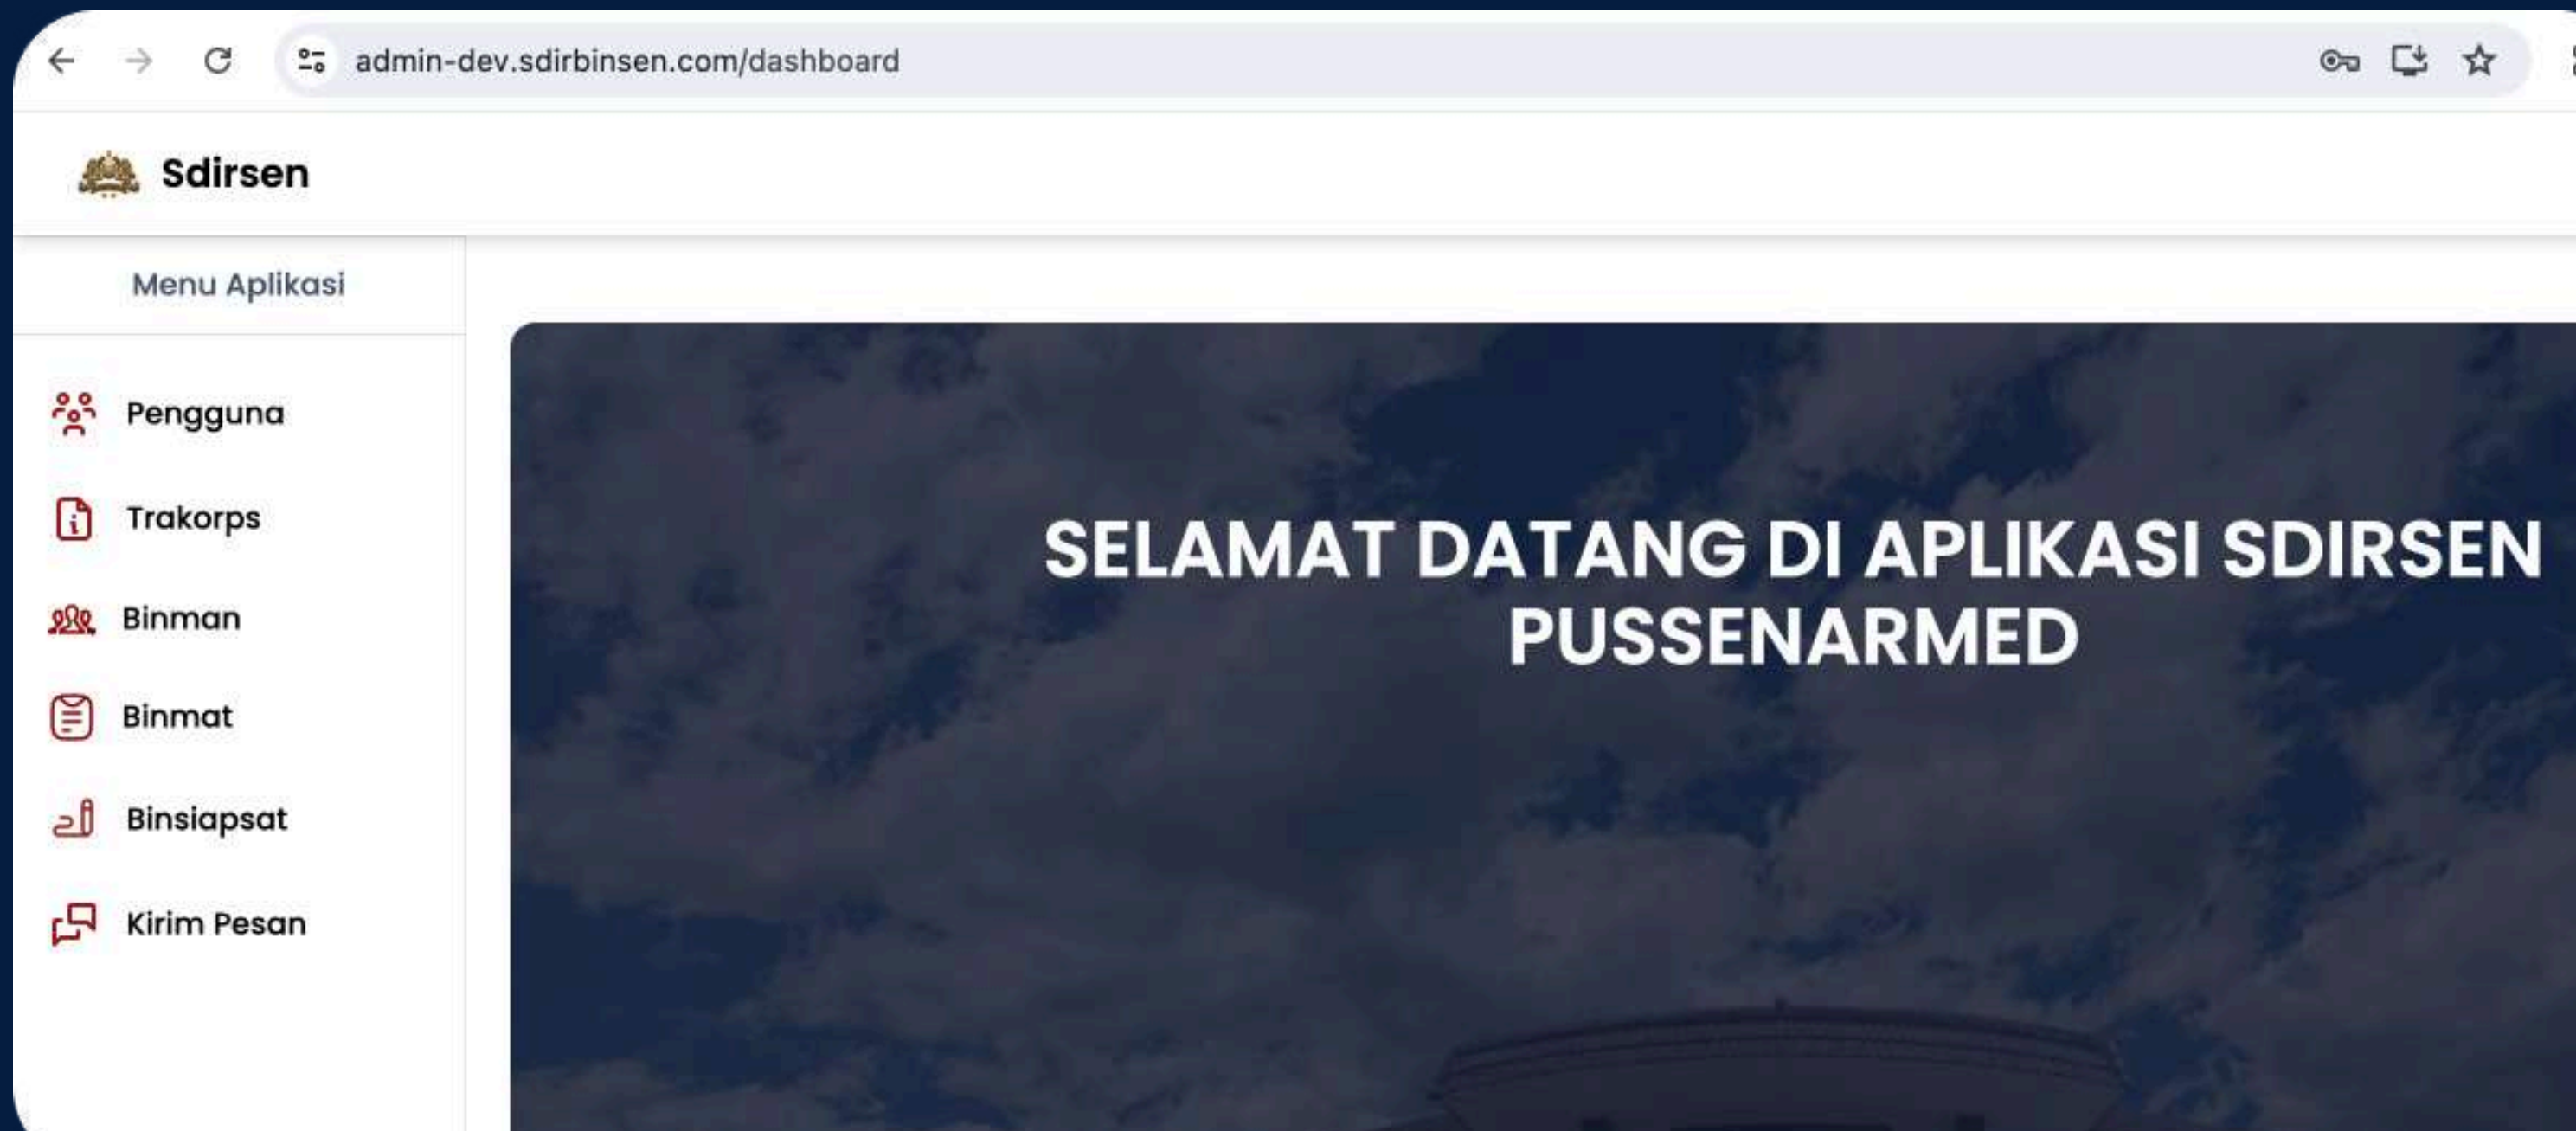 admin-dev.sdirbinsen.com/dashboard
Sdirsen
Menu Aplikasi
Pengguna
Trakorps
Binman
Binmat
Binsiapsat
Kirim Pesan
SELAMAT DATANG DI APLIKASI SDIRSEN
PUSSENARMED